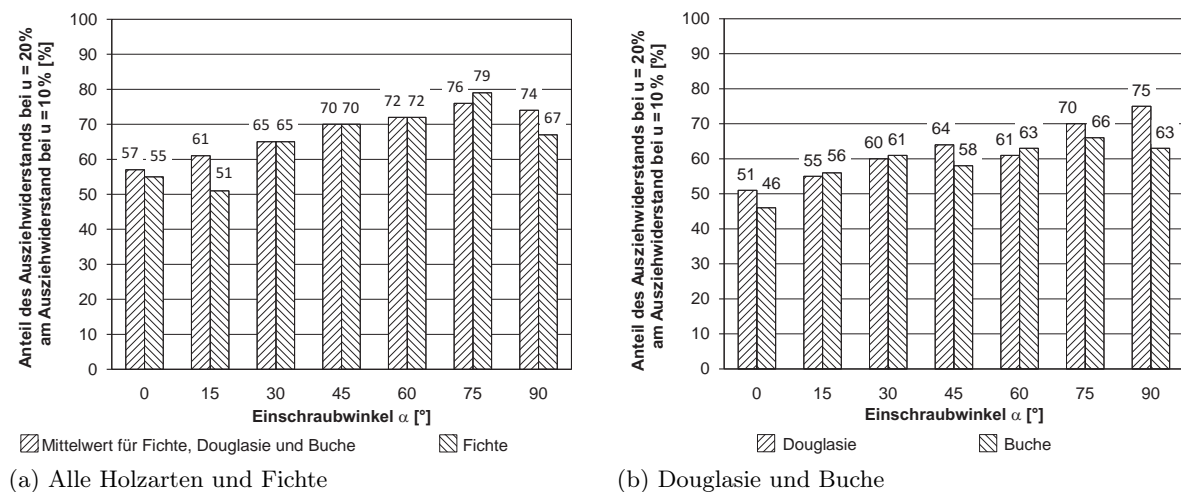 Anteil des Ausziehwiderstands bei u = 20%
am Ausziehwiderstand bei u = 10 % [%]
100
90
80
70
60
50
40
30
20
10
0
57 55 61 51 65 65 70 70 72 72 76 79 74 67
0 15 30 45 60 75 90
Einschraubwinkel α [°]
Mittelwert für Fichte, Douglasie und Buche Fichte
(a) Alle Holzarten und Fichte
Anteil des Ausziehwiderstands bei u = 20%
am Ausziehwiderstand bei u = 10 % [%]
100
90
80
70
60
50
40
30
20
10
0
51 46 55 56 60 61 64 58 61 63 70 66 75 63
0 15 30 45 60 75 90
Einschraubwinkel α [°]
Douglasie Buche
(b) Douglasie und Buche